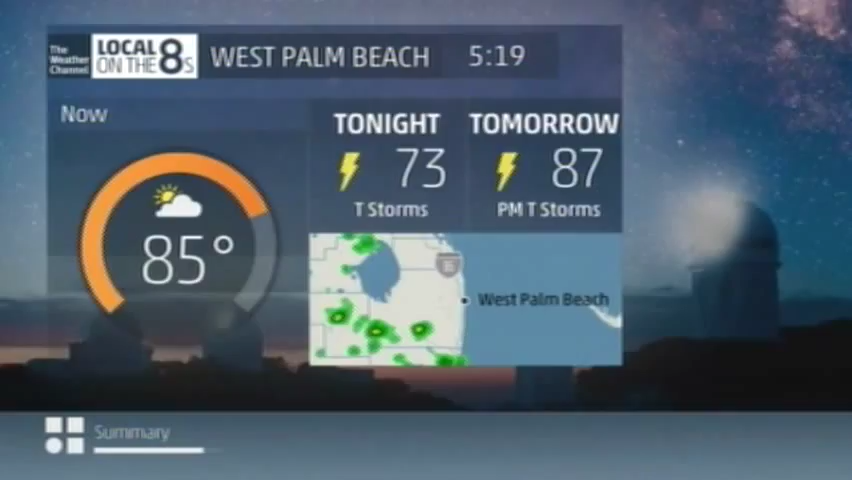 The Weather Channel
LOCAL ON THE 8s
WEST PALM BEACH 5:19
Now
TONIGHT TOMORROW
73 87
T Storms PM T Storms
85°
West Palm Beach
Summary